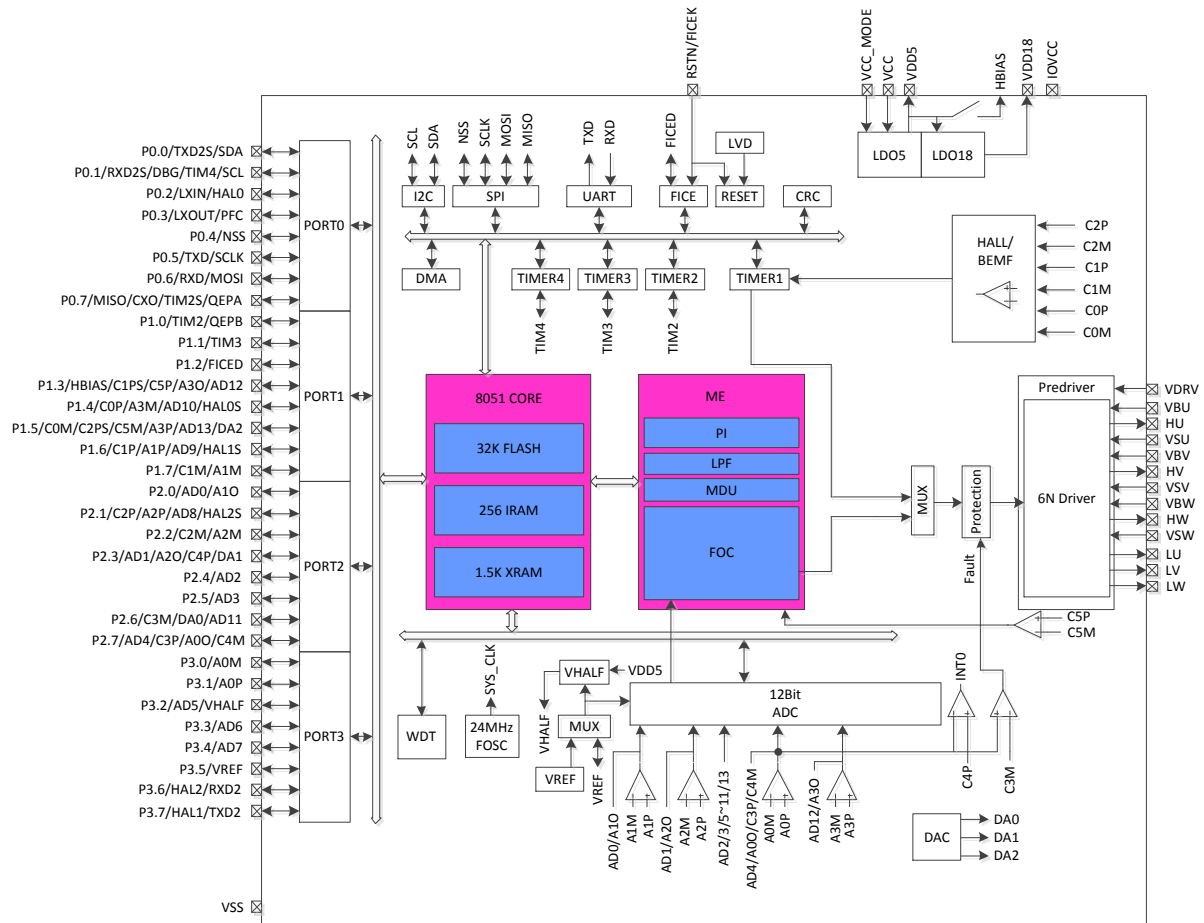 RSTN/FICEK
VCC_MODE
VCC
VDD5
HBIAS
VDD18
IOVCC
P0.0/TXD2S/SDA
P0.1/RXD2S/DBG/TIM4/SCL
P0.2/LXIN/HAL0
P0.3/LXOUT/PFC
P0.4/NSS
P0.5/TXD/SCLK
P0.6/RXD/MOSI
P0.7/MISO/CXO/TIM2S/QEPA
P1.0/TIM2/QEPB
P1.1/TIM3
P1.2/FICED
P1.3/HBIAS/C1PS/C5P/A3O/AD12
P1.4/C0P/A3M/AD10/HAL0S
P1.5/C0M/C2PS/C5M/A3P/AD13/DA2
P1.6/C1P/A1P/AD9/HAL1S
P1.7/C1M/A1M
P2.0/AD0/A1O
P2.1/C2P/A2P/AD8/HAL2S
P2.2/C2M/A2M
P2.3/AD1/A2O/C4P/DA1
P2.4/AD2
P2.5/AD3
P2.6/C3M/DA0/AD11
P2.7/AD4/C3P/A0O/C4M
P3.0/A0M
P3.1/A0P
P3.2/AD5/VHALF
P3.3/AD6
P3.4/AD7
P3.5/VREF
P3.6/HAL2/RXD2
P3.7/HAL1/TXD2
VSS
PORT0
PORT1
PORT2
PORT3
SCL
SDA
NSS
SCLK
MOSI
MISO
TXD
RXD
FICED
LVD
I2C
SPI
UART
FICE
RESET
CRC
DMA
TIMER4
TIMER3
TIMER2
TIMER1
TIM4
TIM3
TIM2
LDO5
LDO18
HALL/
BEMF
C2P
C2M
C1P
C1M
C0P
C0M
8051 CORE
32K FLASH
256 IRAM
1.5K XRAM
ME
PI
LPF
MDU
FOC
MUX
Protection
Fault
Predriver
6N Driver
VDRV
VBU
HU
VSU
VBV
HV
VSV
VBW
HW
VSW
LU
LV
LW
C5P
C5M
WDT
SYS_CLK
24MHz
FOSC
VHALF
VDD5
VHALF
MUX
VREF
VREF
12Bit
ADC
INT0
AD0/A1O
A1M
A1P
AD1/A2O
A2M
A2P
AD2/3/5~11/13
AD4/A0O/C3P/C4M
A0M
A0P
AD12/A3O
A3M
A3P
C4P
C3M
DAC
DA0
DA1
DA2